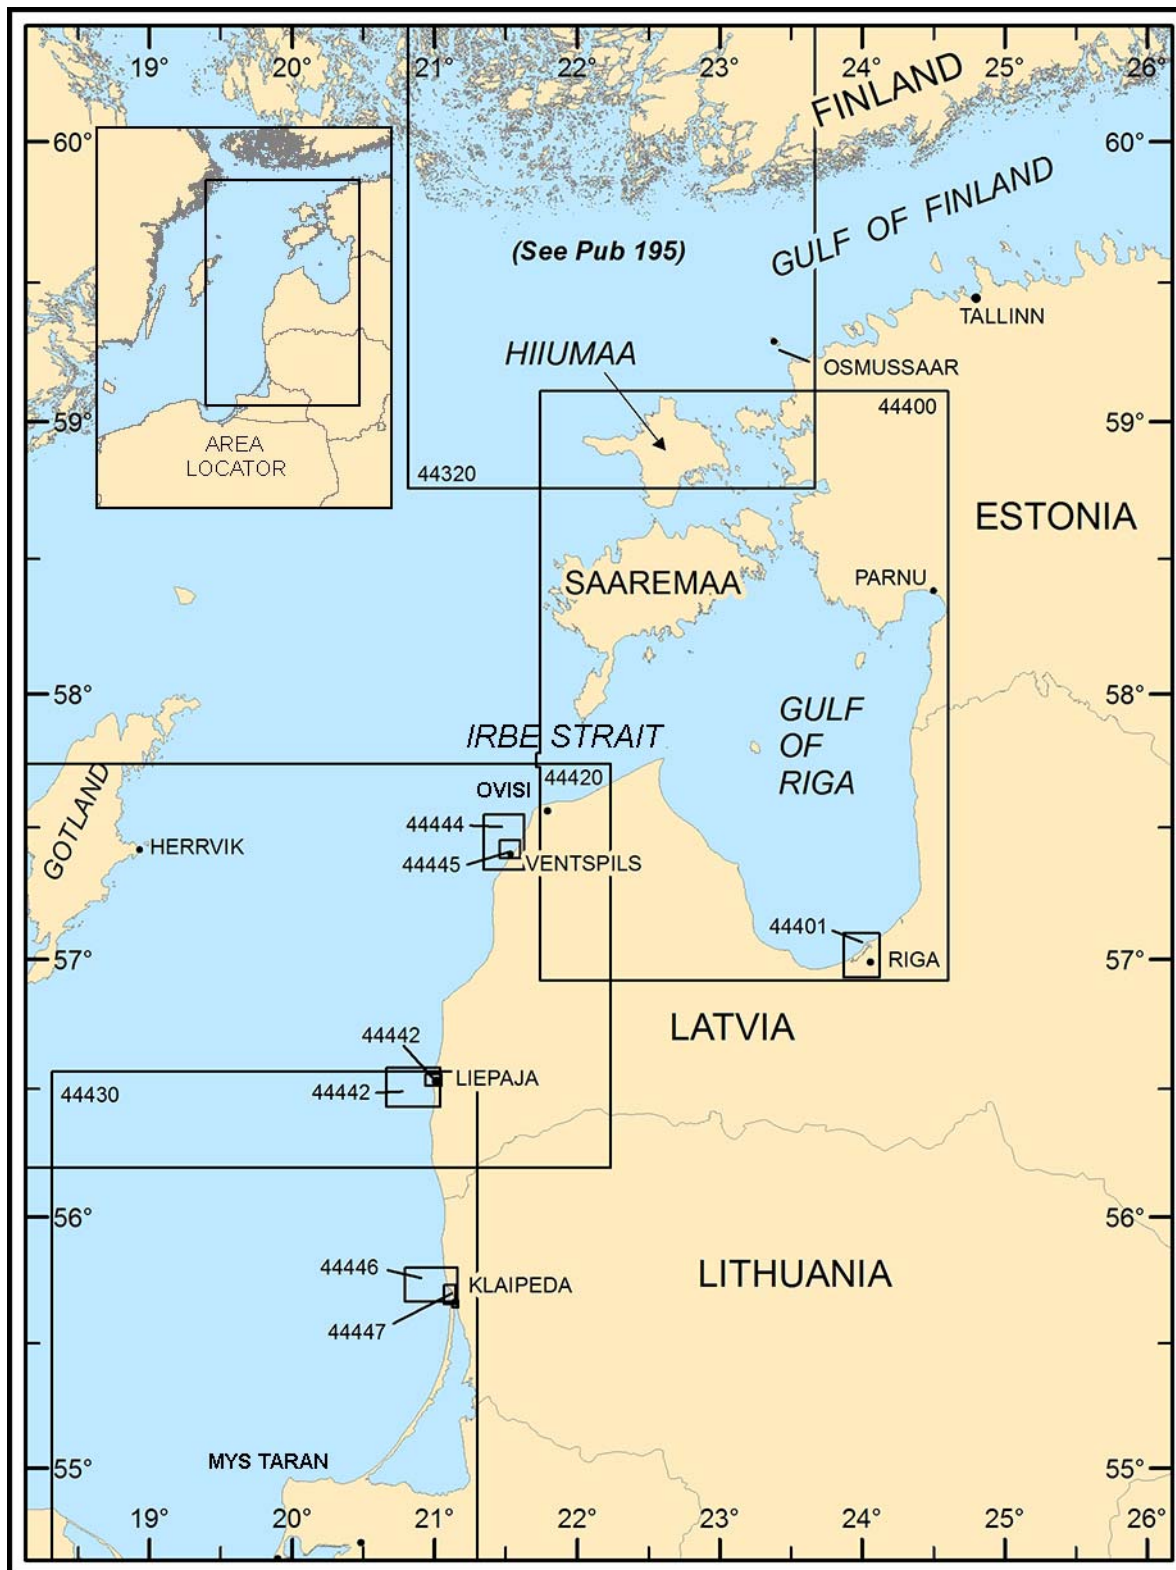 19°
20°
21°
22°
23°
24°
25°
26°
FINLAND
60°
60°
GULF OF FINLAND
(See Pub 195)
TALLINN
HIIUMAA
OSMUSSAAR
44400
59°
59°
AREA
LOCATOR
44320
ESTONIA
SAAREMAA
PARNU
58°
58°
GULF
OF
RIGA
IRBE STRAIT
44420
OVISI
GOTLAND
44444
HERRVIK
44445
VENTSPILS
44401
57°
RIGA
57°
LATVIA
44442
LIEPAJA
44430
44442
56°
56°
44446
KLAIPEDA
LITHUANIA
44447
MYS TARAN
55°
55°
19°
20°
21°
22°
23°
24°
25°
26°